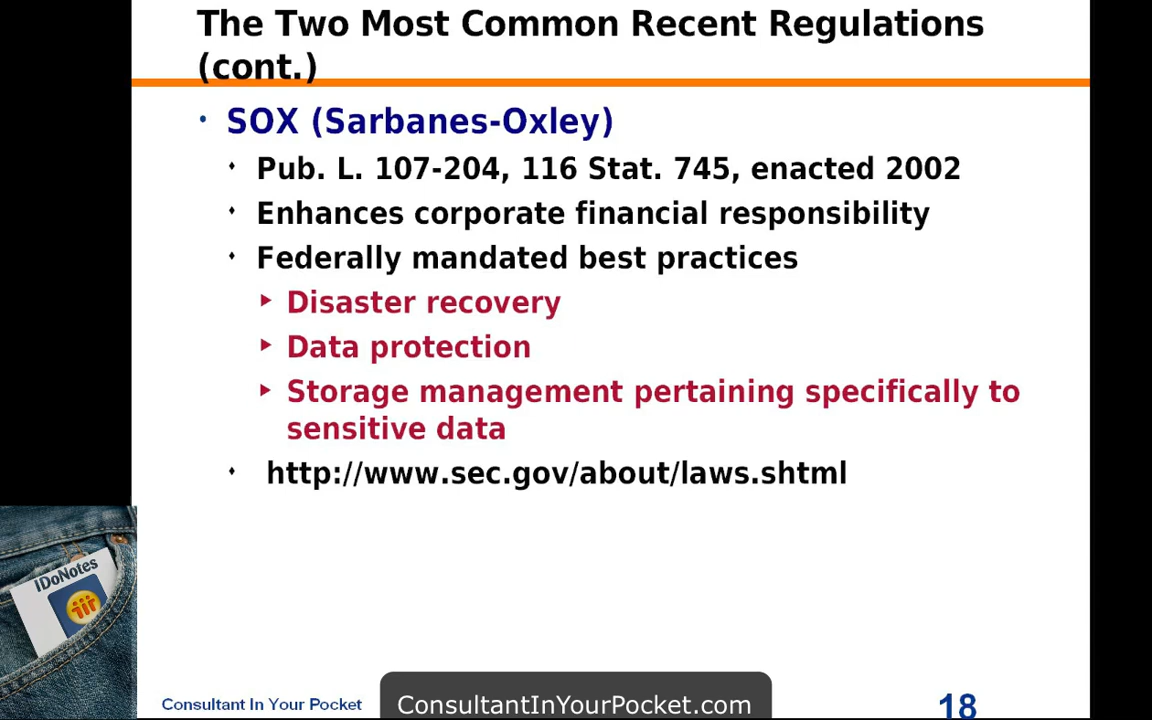 The Two Most Common Recent Regulations
(cont.)
• SOX (Sarbanes-Oxley)
♦ Pub. L. 107-204, 116 Stat. 745, enacted 2002
♦ Enhances corporate financial responsibility
♦ Federally mandated best practices
▶ Disaster recovery
▶ Data protection
▶ Storage management pertaining specifically to
sensitive data
♦ http://www.sec.gov/about/laws.shtml
IDoNotes
Consultant In Your Pocket
ConsultantInYourPocket.com
18